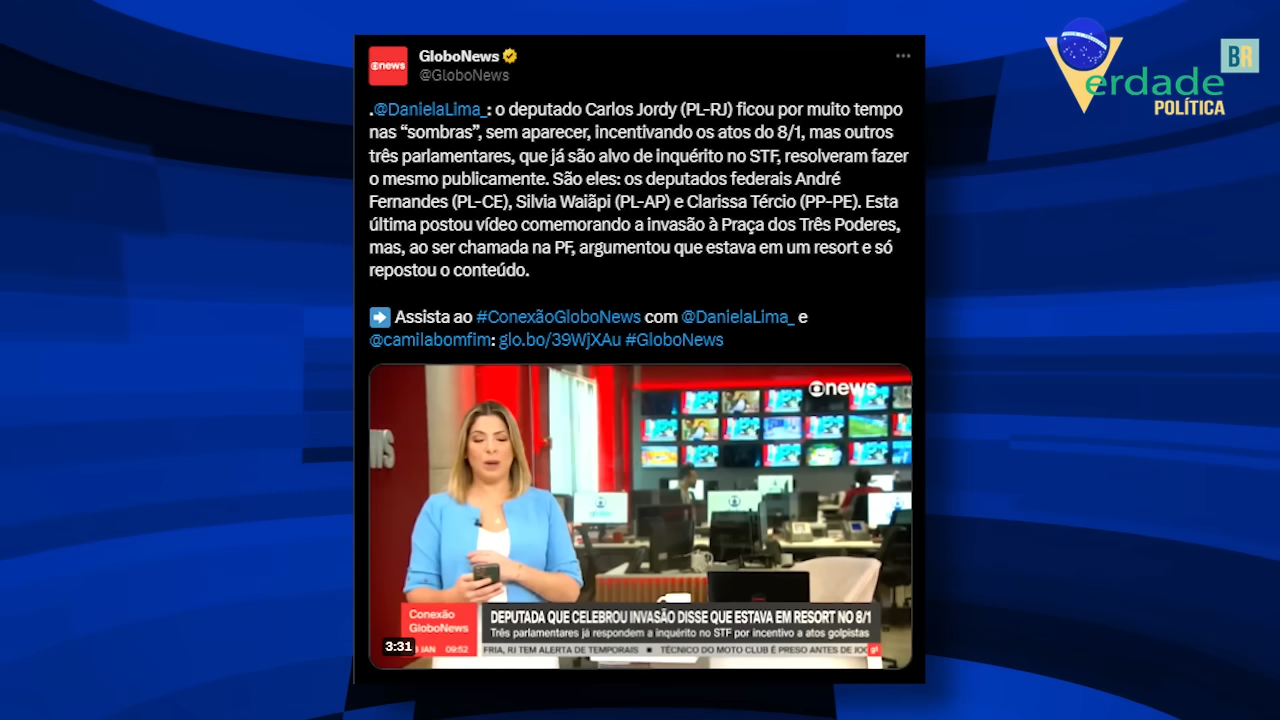 BR
Verdade
POLÍTICA
news
GloboNews
@GloboNews
.@DanielaLima_: o deputado Carlos Jordy (PL-RJ) ficou por muito tempo
nas “sombras”, sem aparecer, incentivando os atos do 8/1, mas outros
três parlamentares, que já são alvo de inquérito no STF, resolveram fazer
o mesmo publicamente. São eles: os deputados federais André
Fernandes (PL-CE), Silvia Waiãpi (PL-AP) e Clarissa Tércio (PP-PE). Esta
última postou vídeo comemorando a invasão à Praça dos Três Poderes,
mas, ao ser chamada na PF, argumentou que estava em um resort e só
repostou o conteúdo.
Assista ao #ConexãoGloboNews com @DanielaLima_ e
@camilabomfim: glo.bo/39WjXAu #GloboNews
news
Conexão
GloboNews
DEPUTADA QUE CELEBROU INVASÃO DISSE QUE ESTAVA EM RESORT NO 8/1
Três parlamentares já respondem a inquérito no STF por incentivo a atos golpistas
3:31
JAN 09:52
FRIA, RJ TEM ALERTA DE TEMPORAIS ■ TÉCNICO DO MOTO CLUB É PRESO ANTES DE JOG
g1